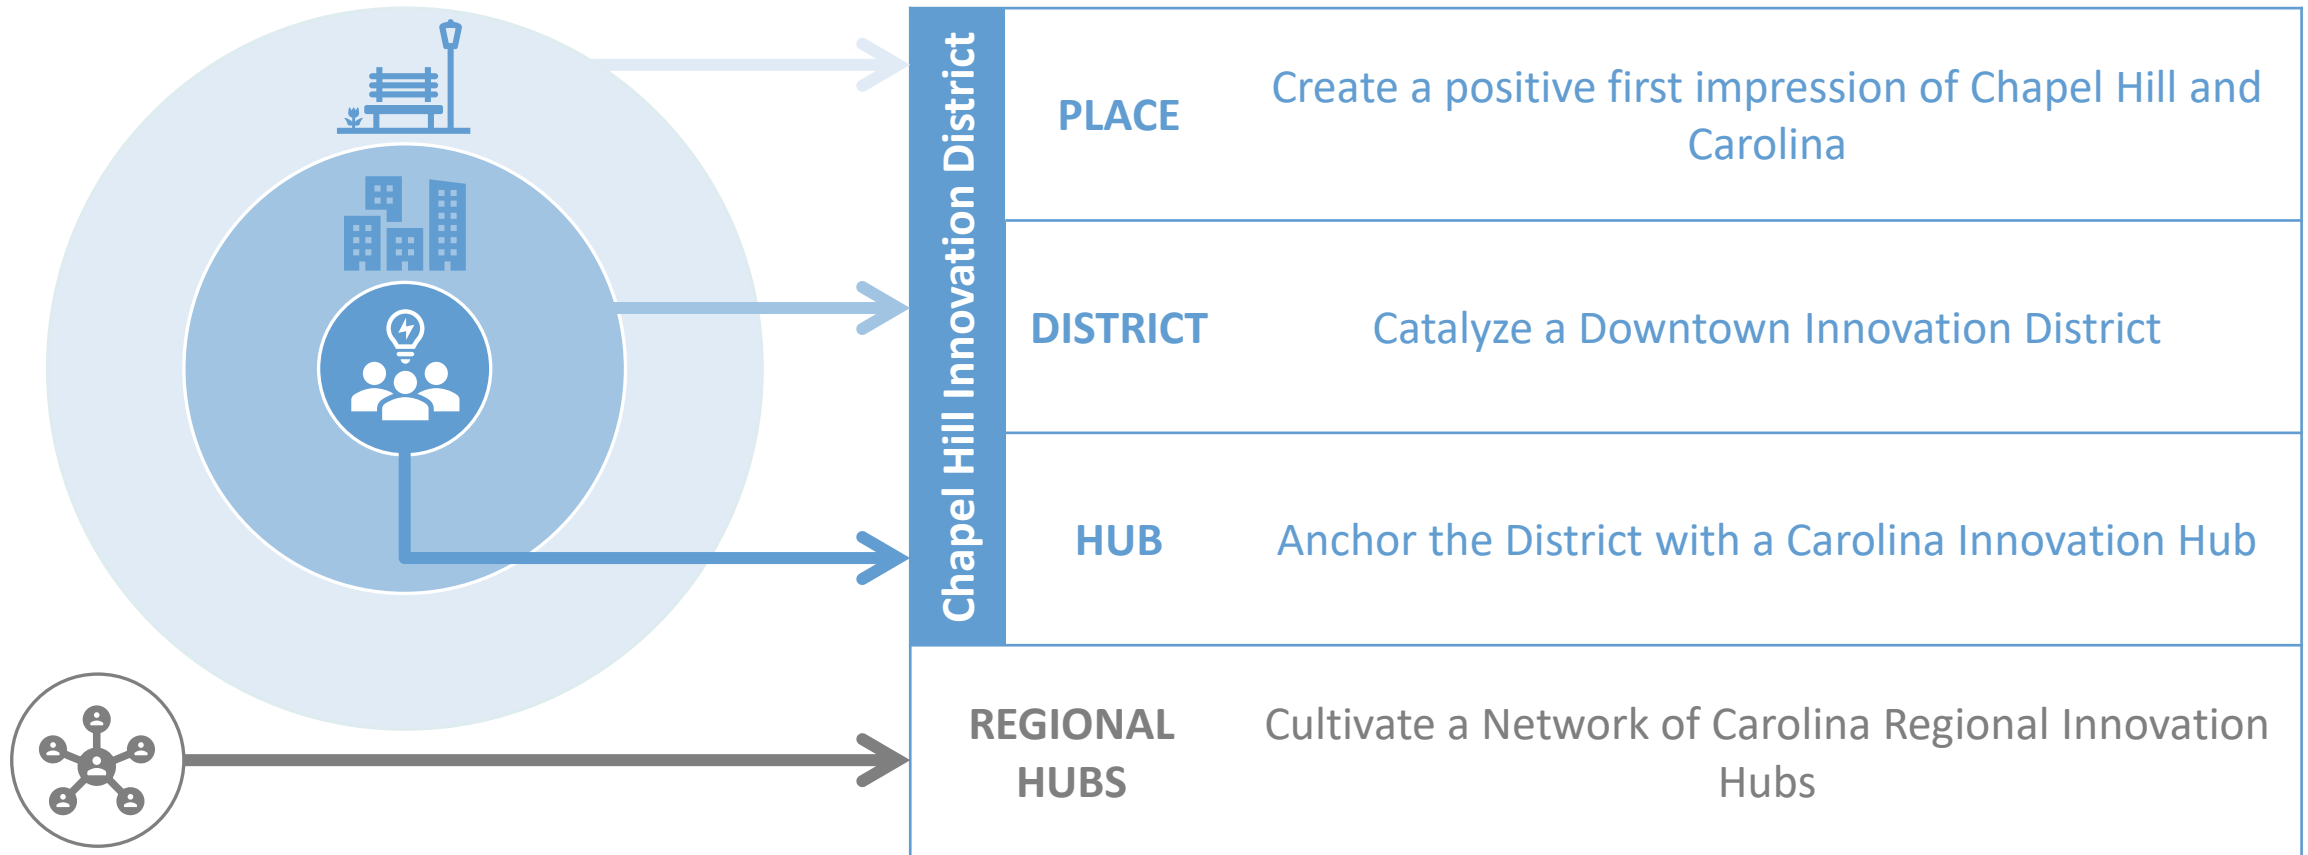 Chapel Hill Innovation District
PLACE
Create a positive first impression of Chapel Hill and
Carolina
DISTRICT
Catalyze a Downtown Innovation District
HUB
Anchor the District with a Carolina Innovation Hub
REGIONAL
HUBS
Cultivate a Network of Carolina Regional Innovation
Hubs